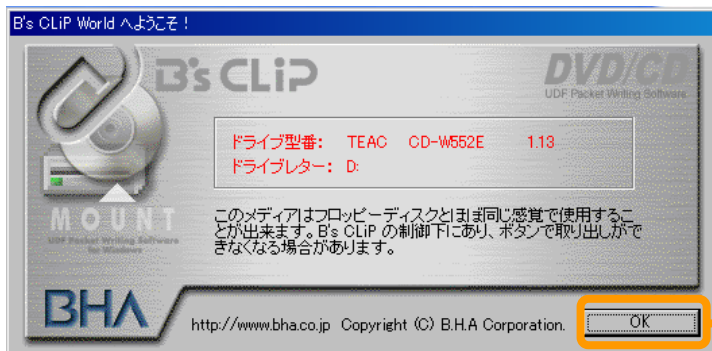 B's CLiP World へようこそ！
B's CLiP
DVD/CD
UDF Packet Writing Software
ドライブ型番： TEAC CD-W552E 1.13
ドライブレター： D:
MOUNT
UDF Packet Writing Software
for Windows
このメディアはフロッピーディスクとほぼ同じ感覚で使用するこ
とが出来ます。B's CLiP の制御下にあり、ボタンで取り出しがで
きなくなる場合があります。
BHA
http://www.bha.co.jp Copyright (C) B.H.A Corporation.
OK